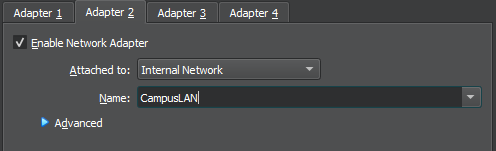 Adapter 1 Adapter 2 Adapter 3 Adapter 4
Enable Network Adapter
Attached to: Internal Network
Name: CampusLAN
Advanced